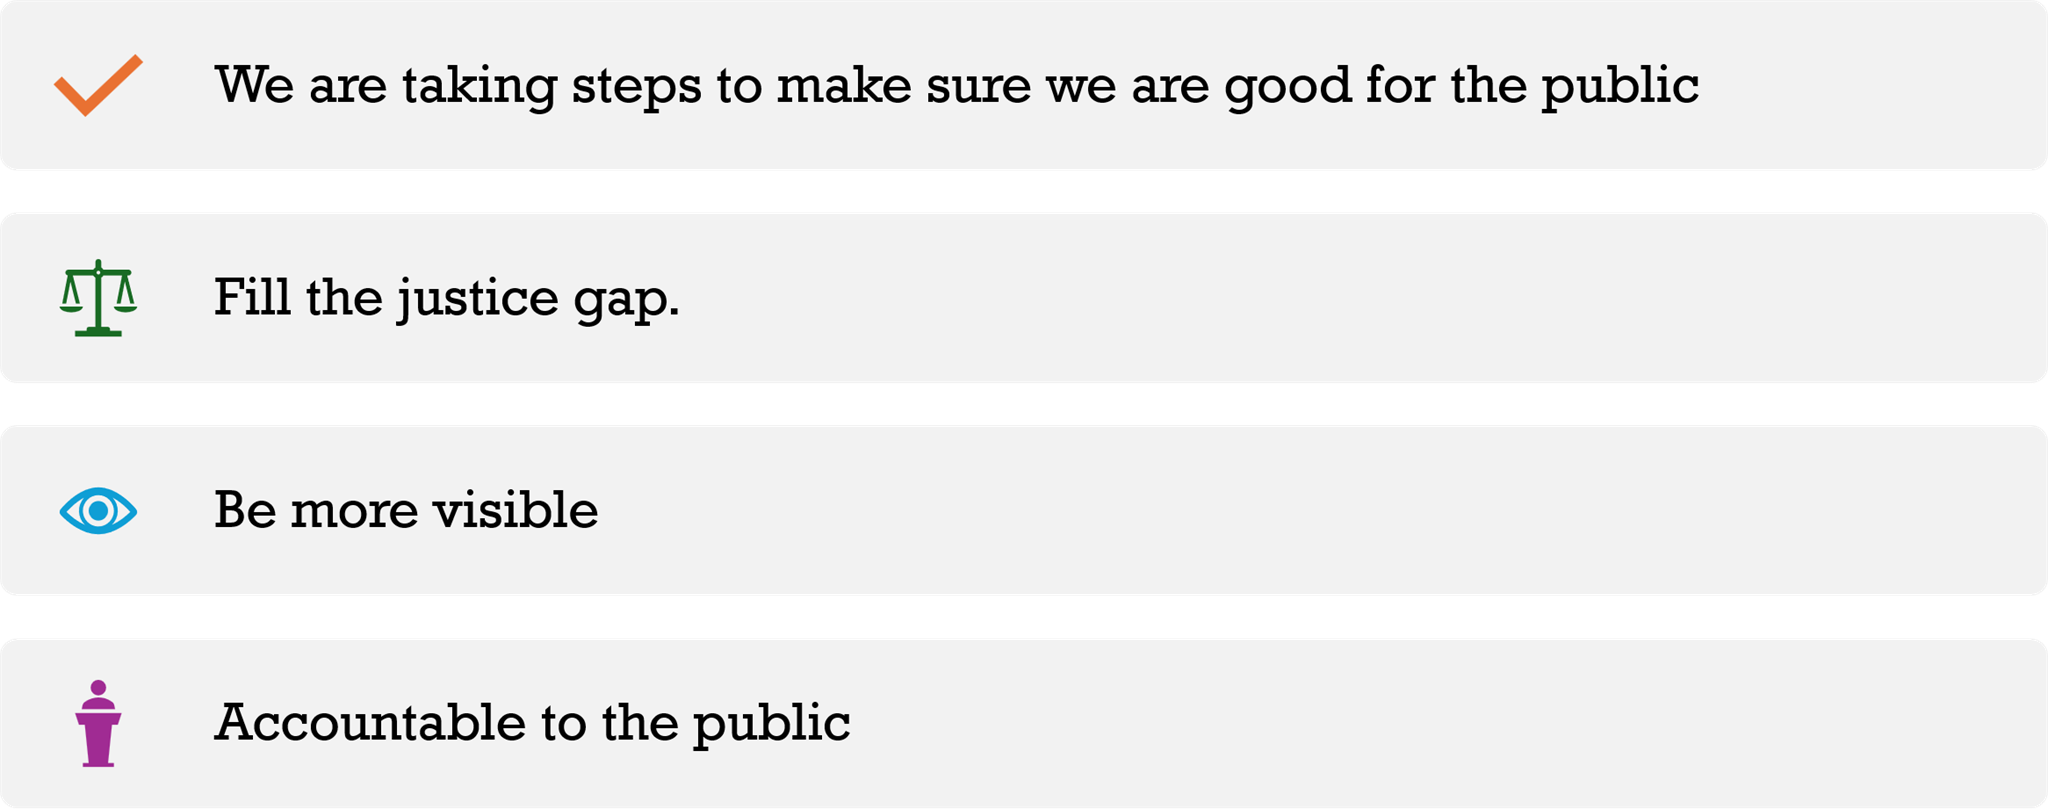 We are taking steps to make sure we are good for the public
Fill the justice gap.
Be more visible
Accountable to the public